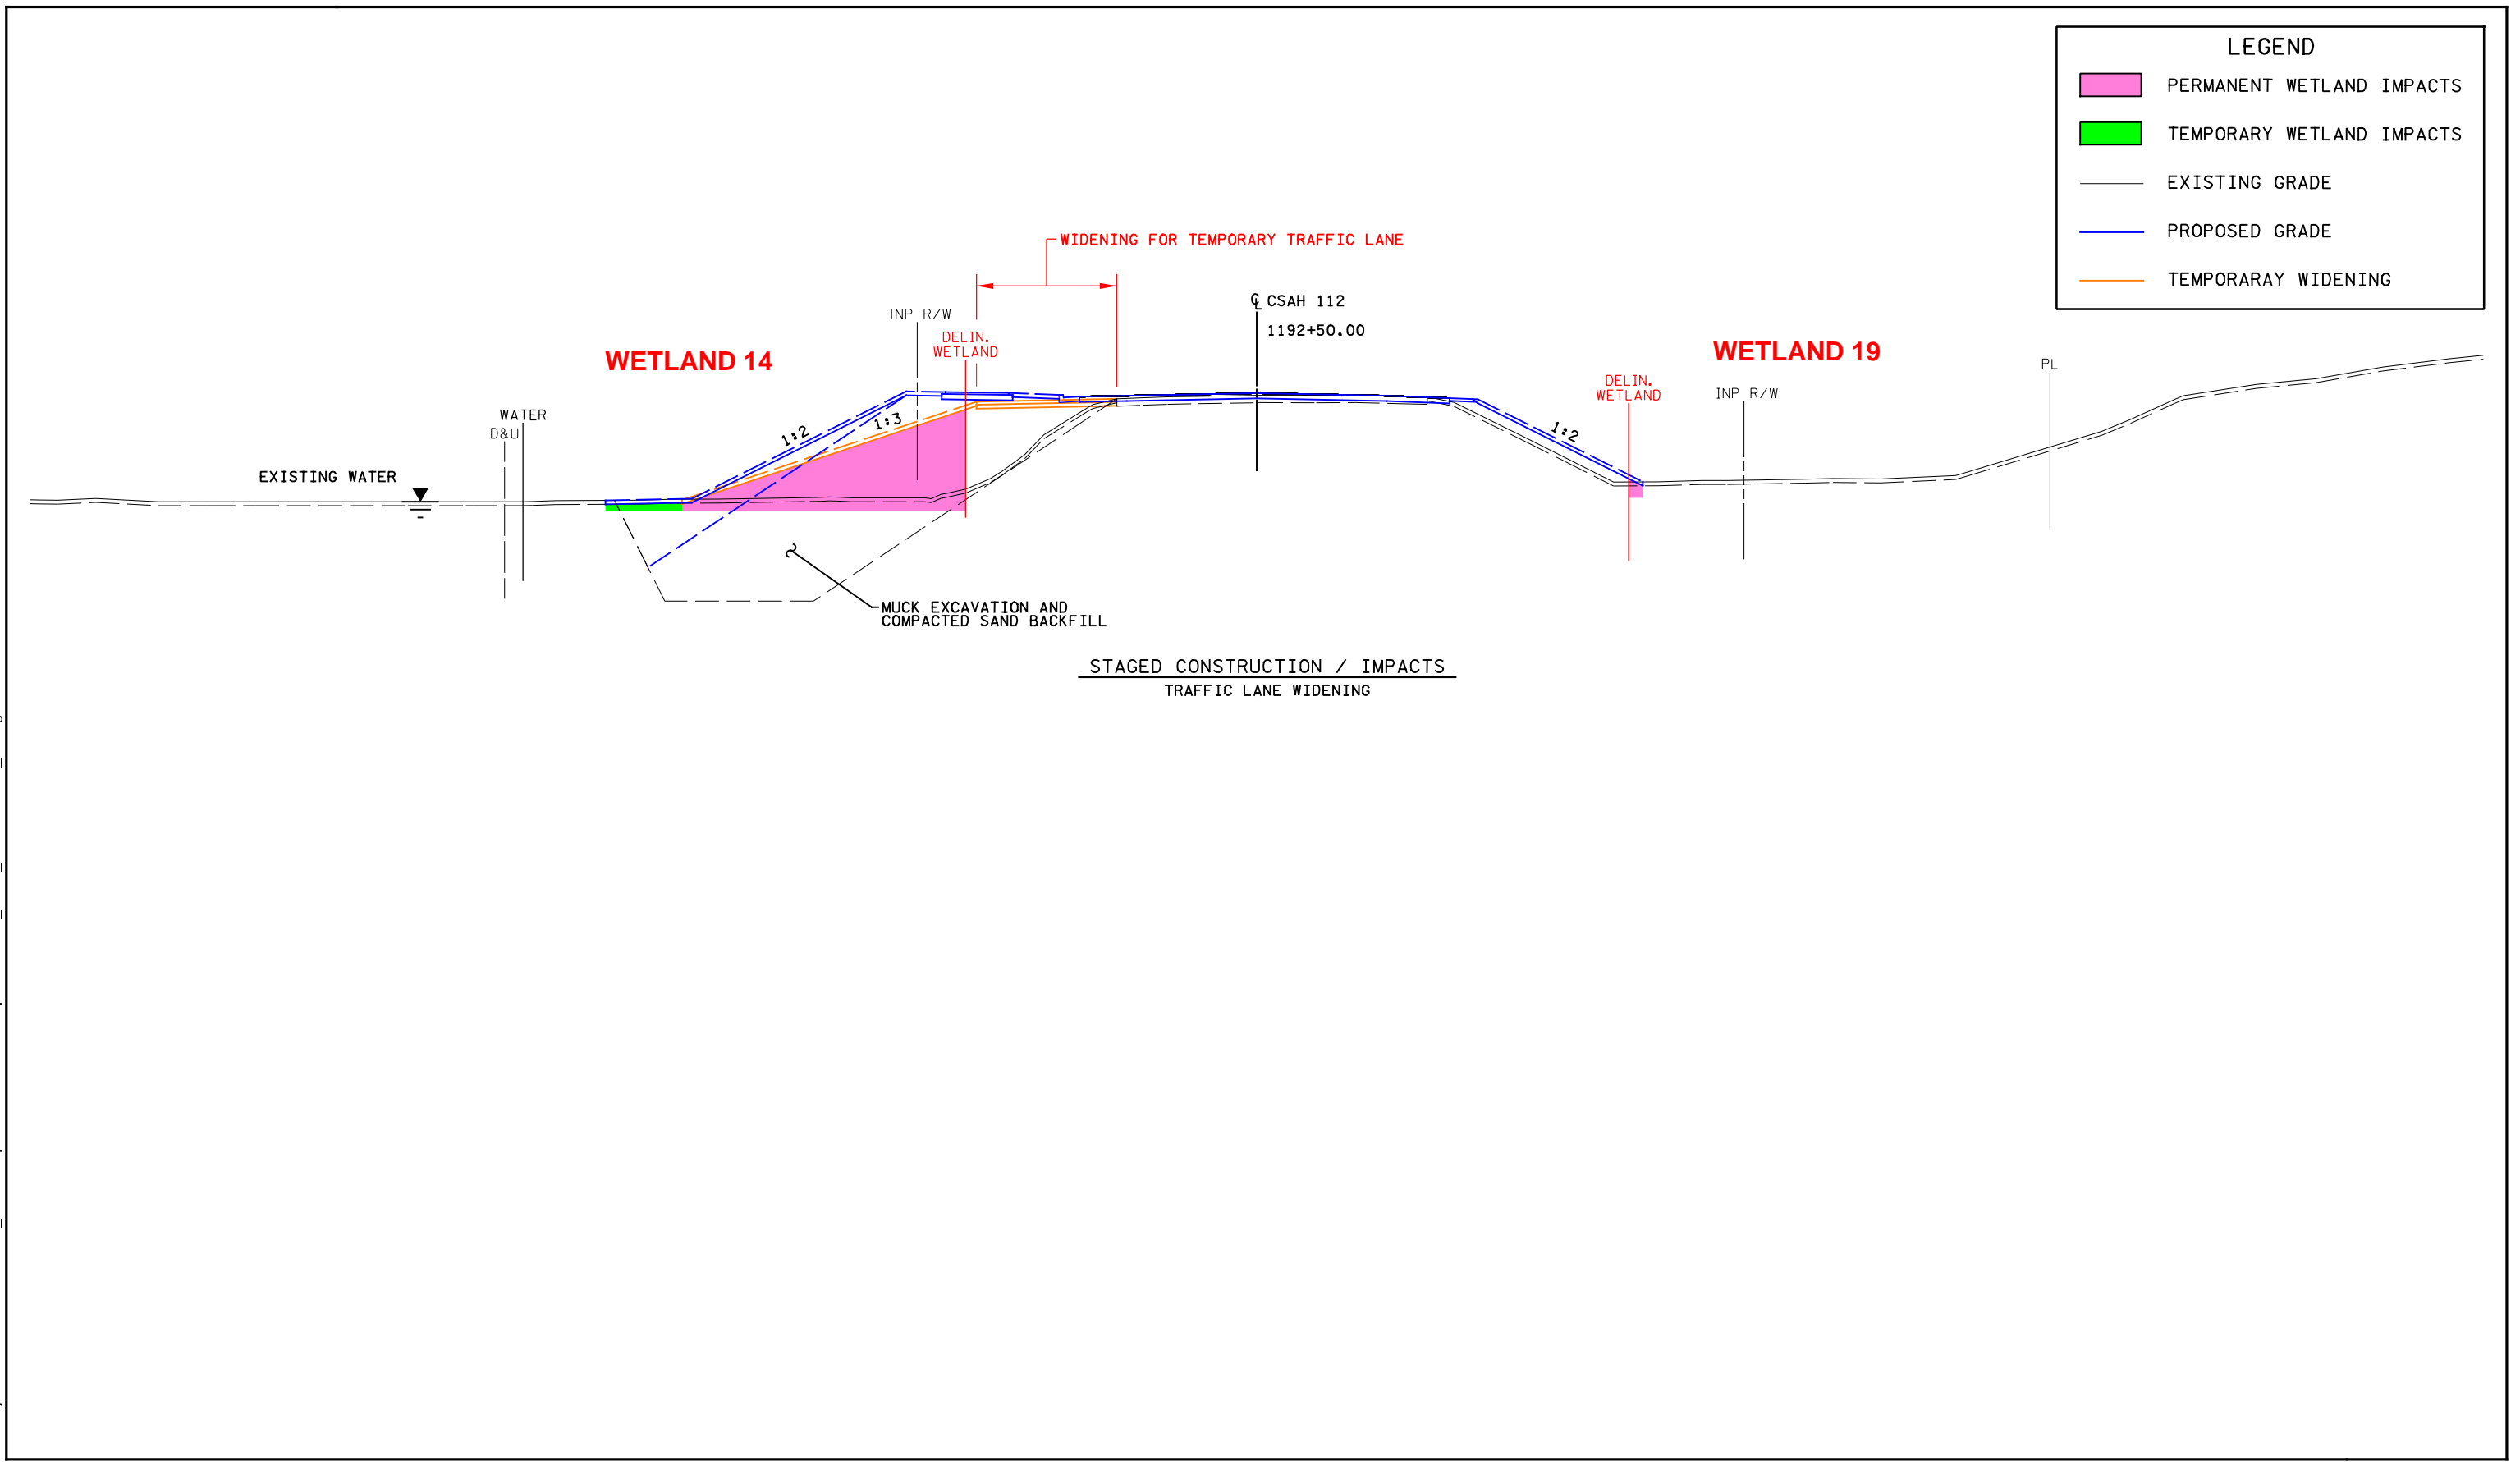 LEGEND
PERMANENT WETLAND IMPACTS
TEMPORARY WETLAND IMPACTS
EXISTING GRADE
PROPOSED GRADE
TEMPORARAY WIDENING
WIDENING FOR TEMPORARY TRAFFIC LANE
℄ CSAH 112
1192+50.00
INP R/W
DELIN.
WETLAND
WETLAND 14
WETLAND 19
PL
DELIN.
WETLAND
INP R/W
WATER
D&U
1:2
1:3
1:2
EXISTING WATER
MUCK EXCAVATION AND
COMPACTED SAND BACKFILL
STAGED CONSTRUCTION / IMPACTS
TRAFFIC LANE WIDENING